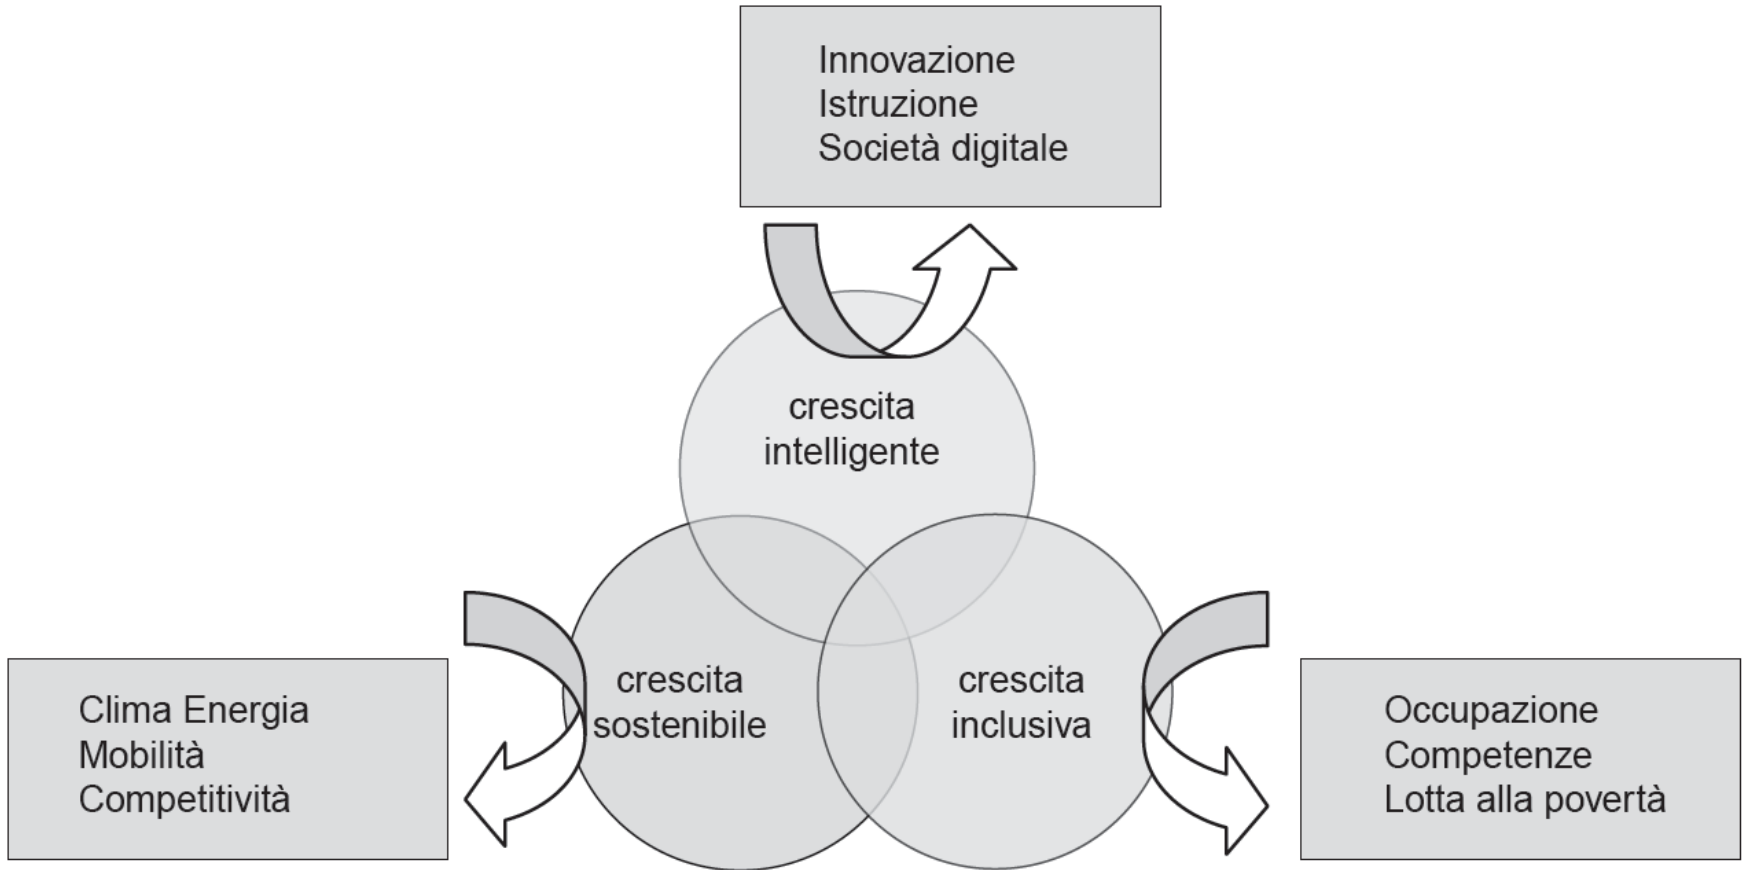 Innovazione
Istruzione
Società digitale
crescita
intelligente
crescita
sostenibile
crescita
inclusiva
Clima Energia
Mobilità
Competitività
Occupazione
Competenze
Lotta alla povertà